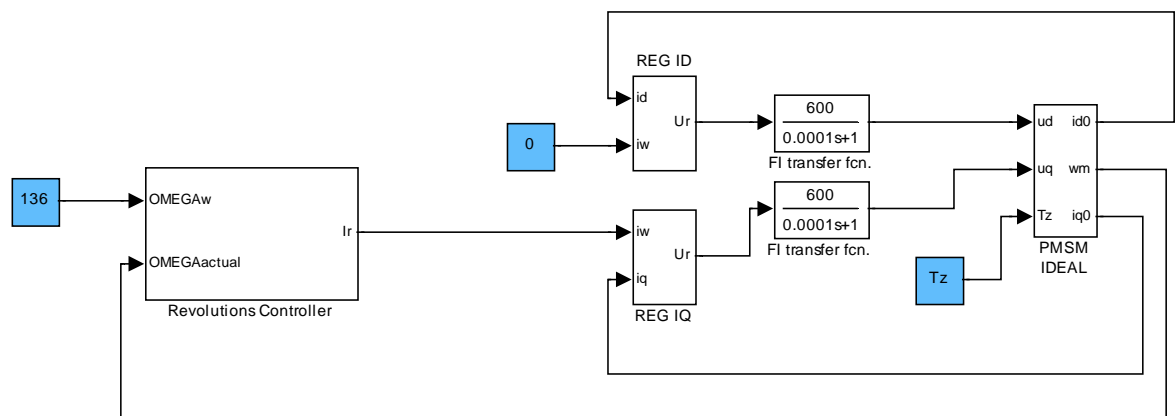 REG ID
id
iw
Ur
0
600
0.0001s+1
FI transfer fcn.
136
OMEGAw
OMEGAactual
Ir
Revolutions Controller
iw
iq
Ur
REG IQ
600
0.0001s+1
FI transfer fcn.
ud
uq
Tz
id0
wm
iq0
PMSM
IDEAL
Tz